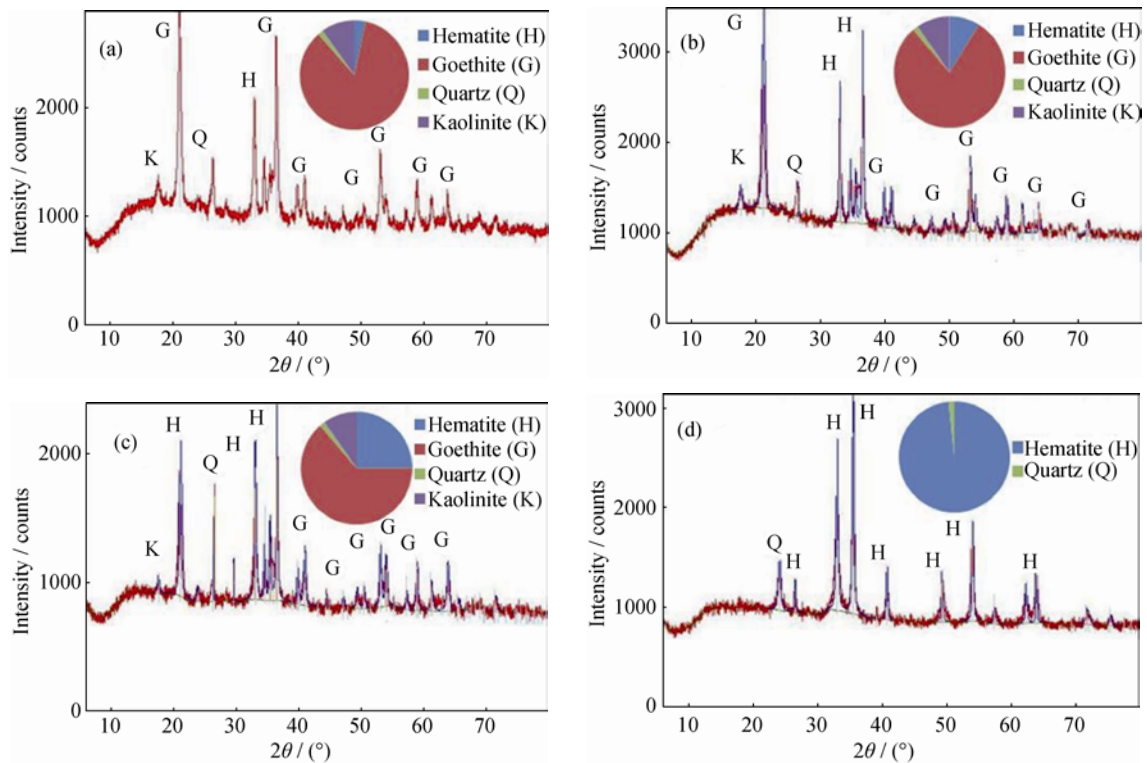 (a)
G
G
H
Q
K
G
G
G
G
G
Hematite (H)
Goethite (G)
Quartz (Q)
Kaolinite (K)
Intensity / counts
2000
1000
0
10 20 30 40 50 60 70
2θ / (°)
(b)
G
H
K
Q
G
G
G
G
G
G
Hematite (H)
Goethite (G)
Quartz (Q)
Kaolinite (K)
Intensity / counts
3000
2000
1000
0
10 20 30 40 50 60 70
2θ / (°)
(c)
H
H
Q
H
K
G
G
G
G
G
G
Hematite (H)
Goethite (G)
Quartz (Q)
Kaolinite (K)
Intensity / counts
2000
1000
0
10 20 30 40 50 60 70
2θ / (°)
(d)
H
H
Q
H
H
H
H
H
Hematite (H)
Quartz (Q)
Intensity / counts
3000
2000
1000
0
10 20 30 40 50 60 70
2θ / (°)